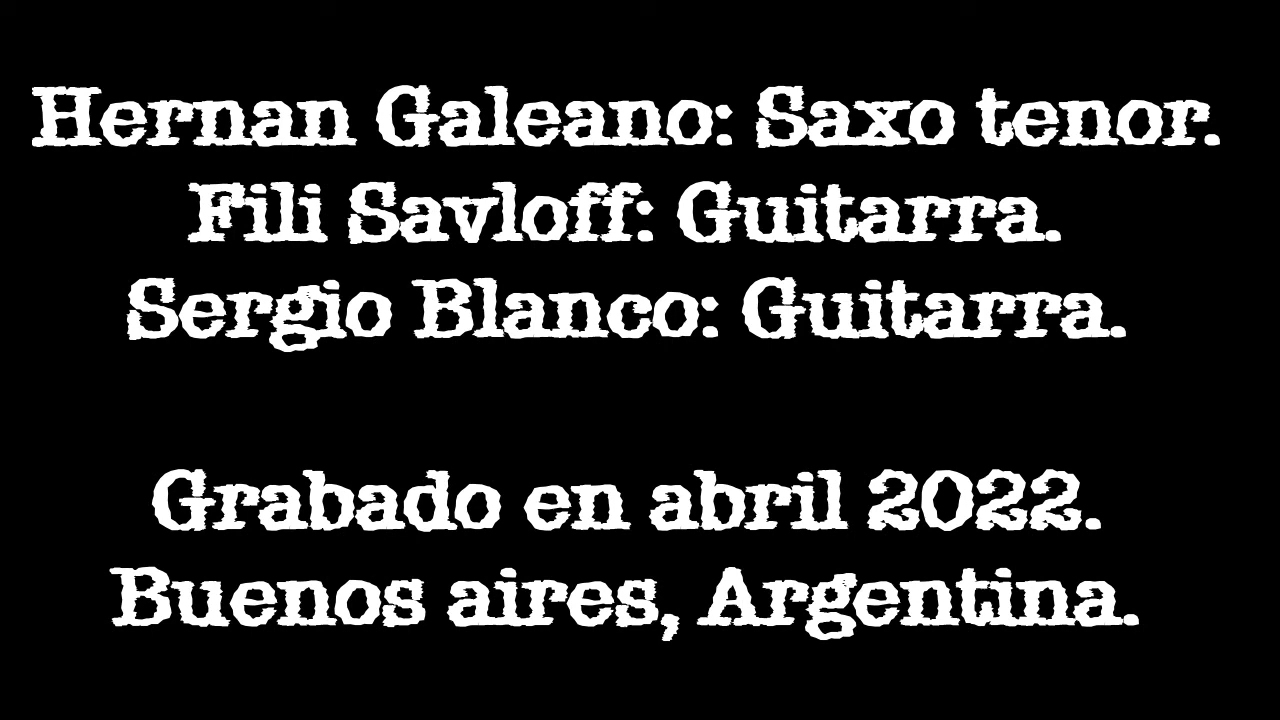 Hernan Galeano: Saxo tenor.
Fili Savloff: Guitarra.
Sergio Blanco: Guitarra.
Grabado en abril 2022.
Buenos aires, Argentina.